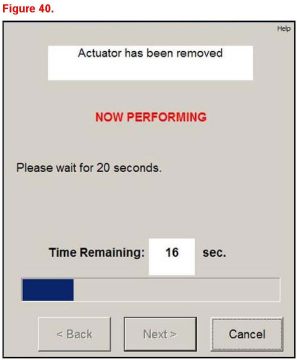 Figure 40.
Help
Actuator has been removed
NOW PERFORMING
Please wait for 20 seconds.
Time Remaining: 16 sec.
< Back Next > Cancel